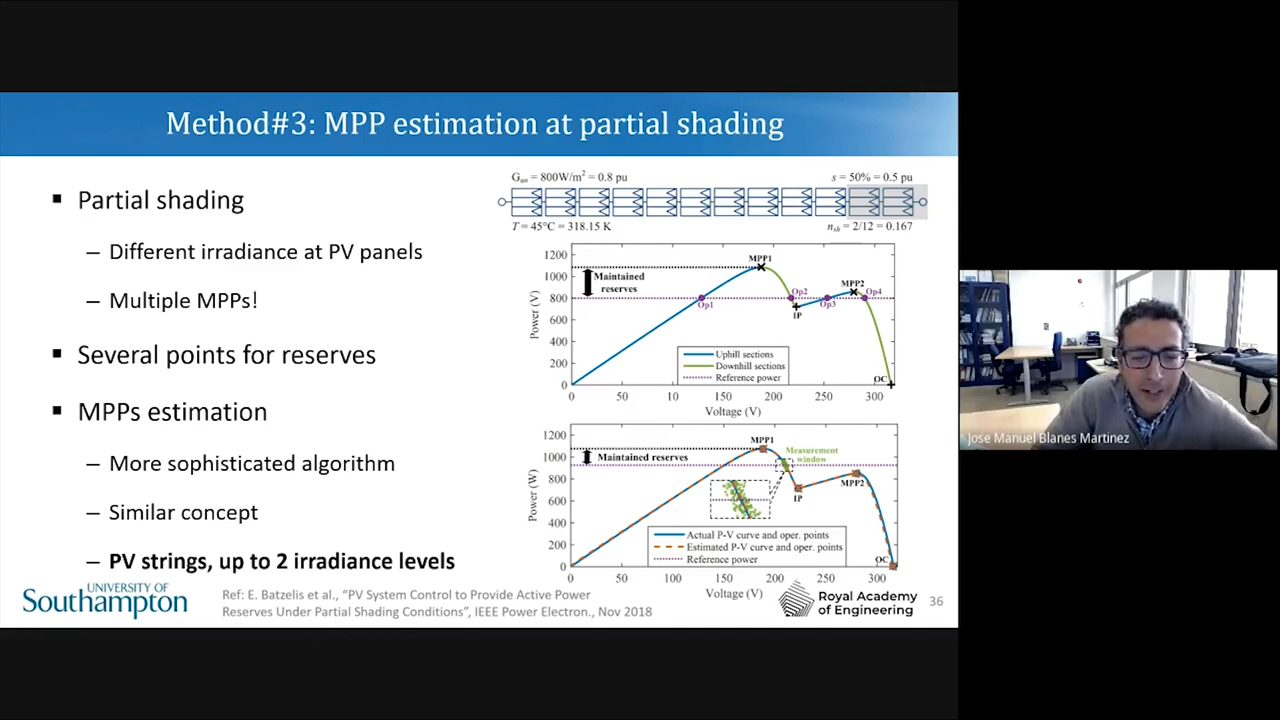 Method#3: MPP estimation at partial shading
▪ Partial shading
– Different irradiance at PV panels
– Multiple MPPs!
▪ Several points for reserves
▪ MPPs estimation
– More sophisticated algorithm
– Similar concept
– PV strings, up to 2 irradiance levels
G_un = 800W/m² = 0.8 pu
s = 50% = 0.5 pu
T = 45°C = 318.15 K
n_sh = 2/12 = 0.167
Power (V)
1200
1000
800
600
400
200
0
MPP1
Maintained
reserves
Op1
Op2
IP
Op3
MPP2
Op4
OC
Uphill sections
Downhill sections
Reference power
0 50 10 150 200 250 300
Voltage (V)
Power (W)
1200
1000
800
600
400
200
0
MPP1
Maintained reserves
Measurement
window
IP
MPP2
OC
Actual P-V curve and oper. points
Estimated P-V curve and oper. points
Reference power
0 50 100 150 200 250 300
Voltage (V)
UNIVERSITY OF
Southampton
Ref: E. Batzelis et al., “PV System Control to Provide Active Power
Reserves Under Partial Shading Conditions”, IEEE Power Electron., Nov 2018
Royal Academy
of Engineering
36
Jose Manuel Blanes Martinez